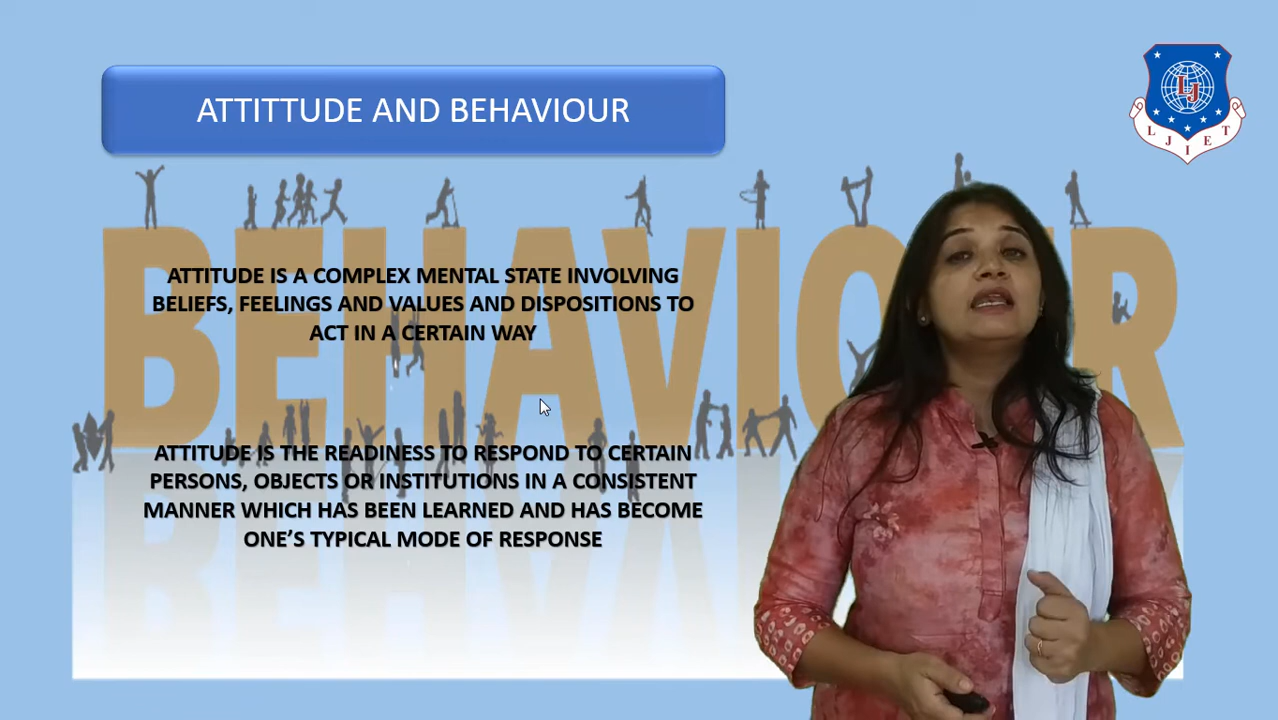 ATTITTUDE AND BEHAVIOUR
LJ
L J I E T
BEHAVIOUR
ATTITUDE IS A COMPLEX MENTAL STATE INVOLVING
BELIEFS, FEELINGS AND VALUES AND DISPOSITIONS TO
ACT IN A CERTAIN WAY
ATTITUDE IS THE READINESS TO RESPOND TO CERTAIN
PERSONS, OBJECTS OR INSTITUTIONS IN A CONSISTENT
MANNER WHICH HAS BEEN LEARNED AND HAS BECOME
ONE'S TYPICAL MODE OF RESPONSE